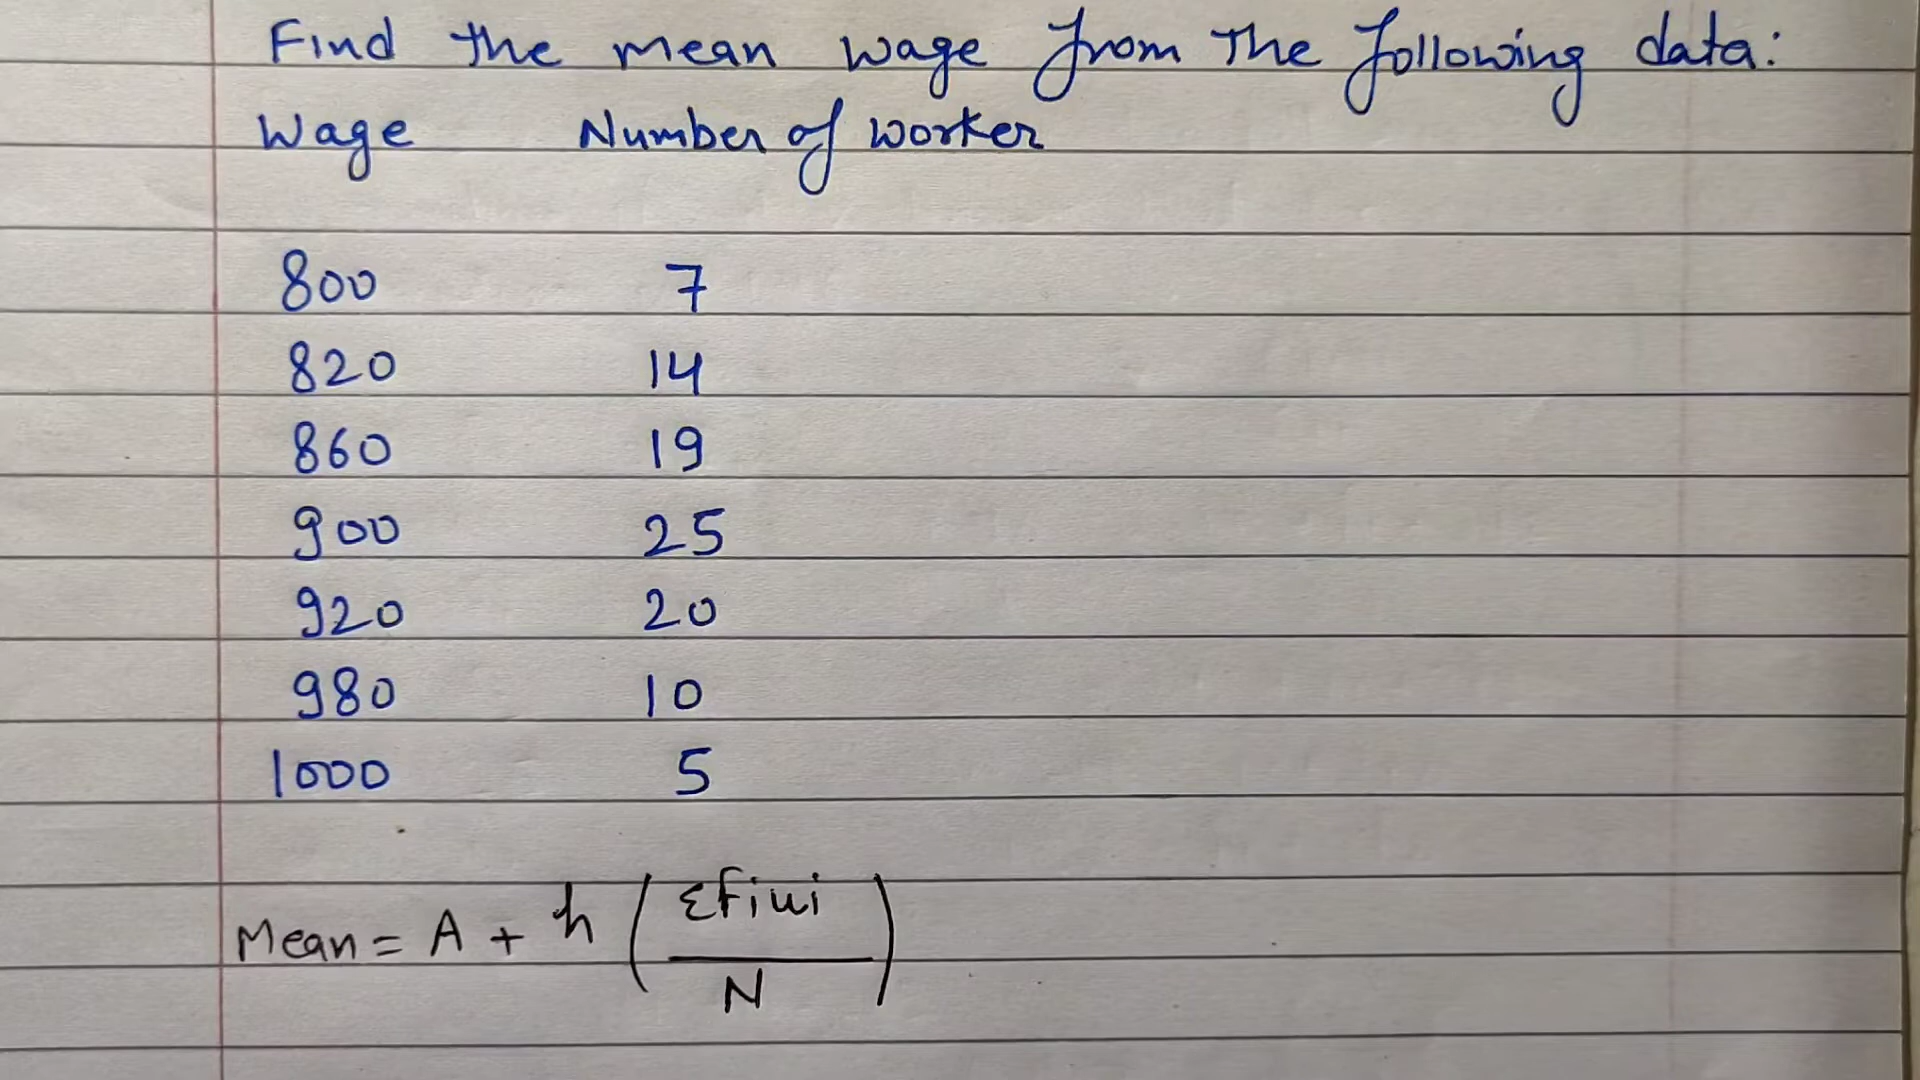 Find the mean wage from The following data:
Wage Number of worker
800 7
820 14
860 19
900 25
920 20
980 10
1000 5
Mean = A + h ( Σfiui / N )